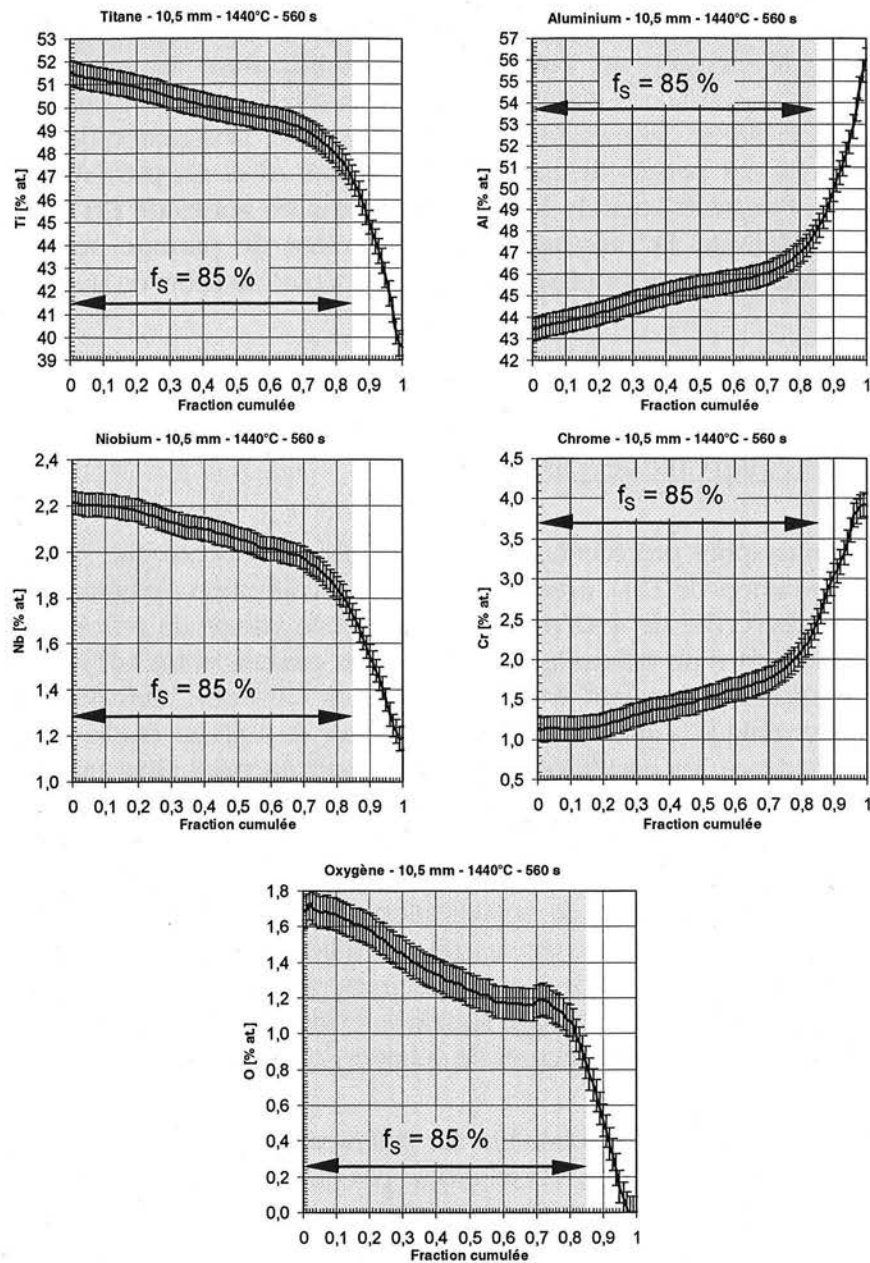 Titane - 10,5 mm - 1440°C - 560 s
53
52
51
50
49
48
47
46
45
44
43
42
41
40
39
Ti [% at.]
fS = 85 %
0 0,1 0,2 0,3 0,4 0,5 0,6 0,7 0,8 0,9 1
Fraction cumulée
Aluminium - 10,5 mm - 1440°C - 560 s
57
56
55
54
53
52
51
50
49
48
47
46
45
44
43
42
Al [% at.]
fS = 85 %
0 0,1 0,2 0,3 0,4 0,5 0,6 0,7 0,8 0,9 1
Fraction cumulée
Niobium - 10,5 mm - 1440°C - 560 s
2,4
2,2
2,0
1,8
1,6
1,4
1,2
1,0
Nb [% at.]
fS = 85 %
0 0,1 0,2 0,3 0,4 0,5 0,6 0,7 0,8 0,9 1
Fraction cumulée
Chrome - 10,5 mm - 1440°C - 560 s
4,5
4,0
3,5
3,0
2,5
2,0
1,5
1,0
0,5
Cr [% at.]
fS = 85 %
0 0,1 0,2 0,3 0,4 0,5 0,6 0,7 0,8 0,9 1
Fraction cumulée
Oxygène - 10,5 mm - 1440°C - 560 s
1,8
1,6
1,4
1,2
1,0
0,8
0,6
0,4
0,2
0,0
O [% at.]
fS = 85 %
0 0,1 0,2 0,3 0,4 0,5 0,6 0,7 0,8 0,9 1
Fraction cumulée